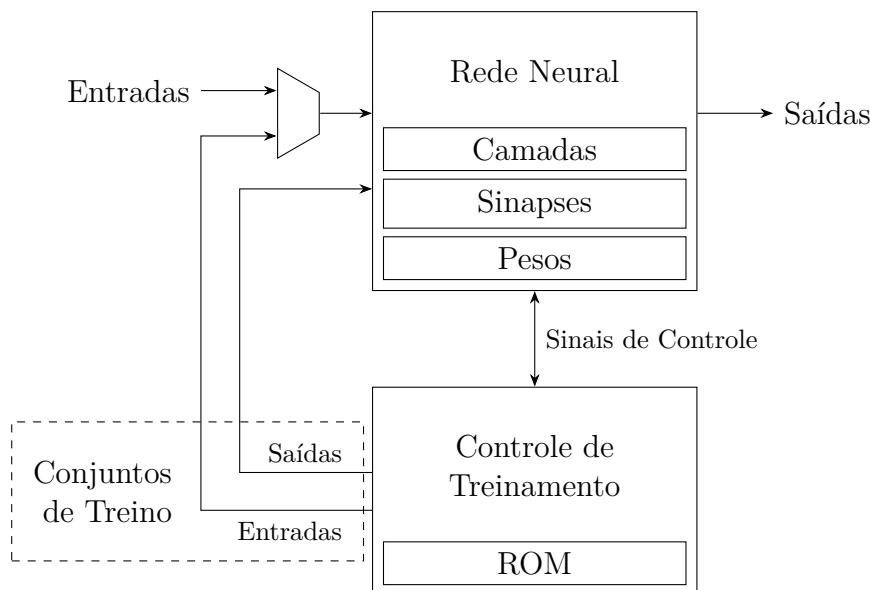 Rede Neural
Entradas
Saídas
Camadas
Sinapses
Pesos
Sinais de Controle
Conjuntos
de Treino
Saídas
Entradas
Controle de
Treinamento
ROM